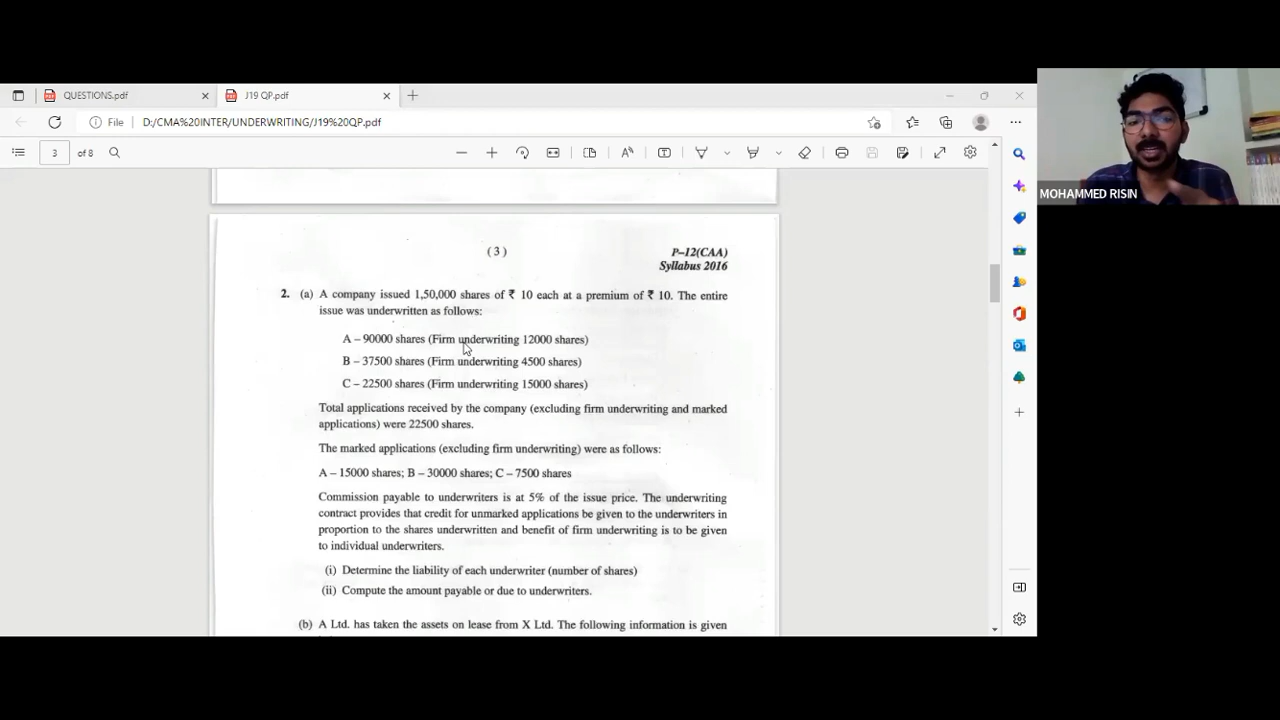 QUESTIONS.pdf
J19 QP.pdf
File
D:/CMA%20INTER/UNDERWRITING/J19%20QP.pdf
3
of 8
MOHAMMED RISIN
( 3 )
P–12(CAA)
Syllabus 2016
2. (a) A company issued 1,50,000 shares of ₹ 10 each at a premium of ₹ 10. The entire
issue was underwritten as follows:
A – 90000 shares (Firm underwriting 12000 shares)
B – 37500 shares (Firm underwriting 4500 shares)
C – 22500 shares (Firm underwriting 15000 shares)
Total applications received by the company (excluding firm underwriting and marked
applications) were 22500 shares.
The marked applications (excluding firm underwriting) were as follows:
A – 15000 shares; B – 30000 shares; C – 7500 shares
Commission payable to underwriters is at 5% of the issue price. The underwriting
contract provides that credit for unmarked applications be given to the underwriters in
proportion to the shares underwritten and benefit of firm underwriting is to be given
to individual underwriters.
(i) Determine the liability of each underwriter (number of shares)
(ii) Compute the amount payable or due to underwriters.
(b) A Ltd. has taken the assets on lease from X Ltd. The following information is given